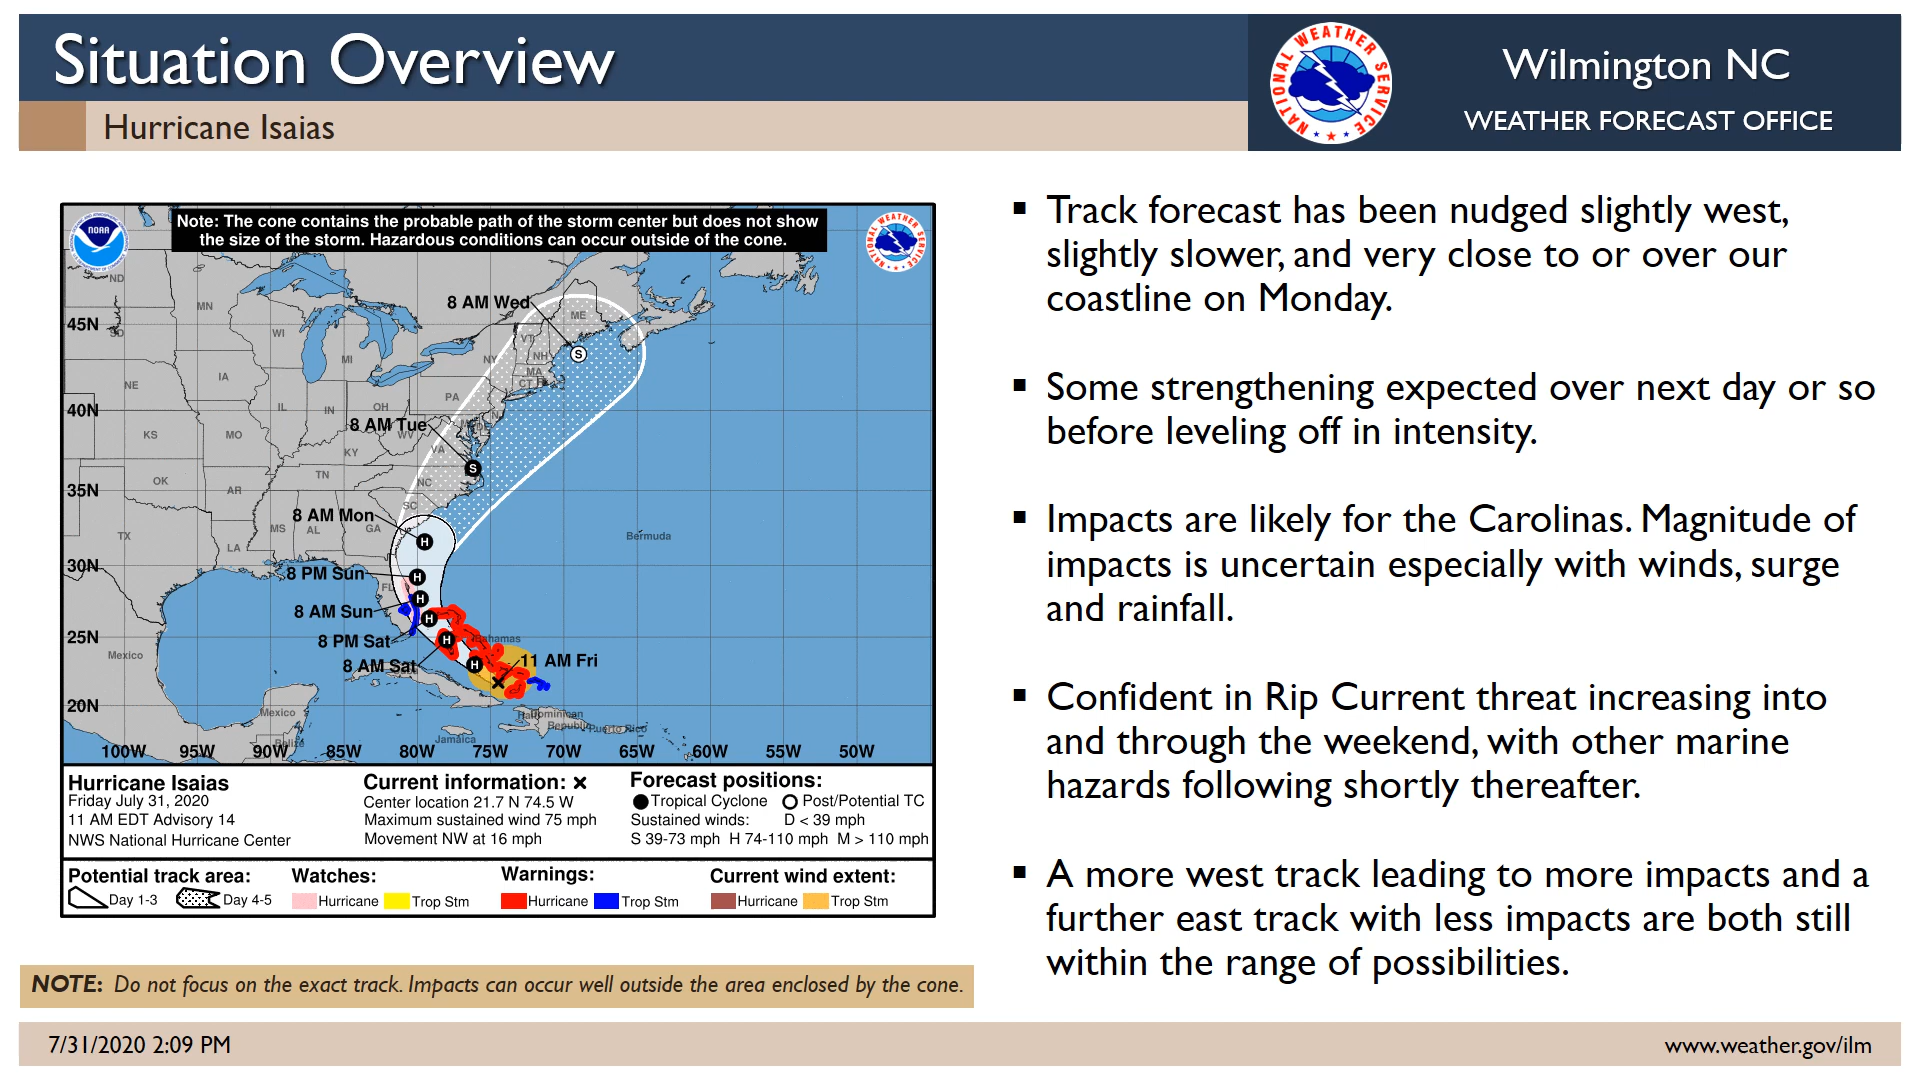 Situation Overview
Hurricane Isaias
NATIONAL WEATHER SERVICE
Wilmington NC
WEATHER FORECAST OFFICE
Note: The cone contains the probable path of the storm center but does not show
the size of the storm. Hazardous conditions can occur outside of the cone.
NOAA
NATIONAL WEATHER SERVICE
ND
MN
8 AM Wed
ME
45N
SD
WI
VT
MI
NY
NH
S
MA
NE
IA
CT
RI
PA
40N
IL
IN
OH
NJ
8 AM Tue
KS
MO
WV
MD
DE
KY
VA
S
OK
TN
NC
35N
AR
SC
8 AM Mon
MS
AL
GA
TX
Bermuda
LA
H
30N
8 PM Sun
H
FL
8 AM Sun
H
H
25N
8 PM Sat
H
Bahamas
Mexico
8 AM Sat
H
11 AM Fri
20N
Mexico
Haiti
Dominican
Republic
Puerto Rico
Belize
Jamaica
100W 95W 90W 85W 80W 75W 70W 65W 60W 55W 50W
Hurricane Isaias
Friday July 31, 2020
11 AM EDT Advisory 14
NWS National Hurricane Center
Current information: x
Center location 21.7 N 74.5 W
Maximum sustained wind 75 mph
Movement NW at 16 mph
Forecast positions:
Tropical Cyclone Post/Potential TC
Sustained winds: D < 39 mph
S 39-73 mph H 74-110 mph M > 110 mph
Potential track area:
Day 1-3 Day 4-5
Watches:
Hurricane Trop Stm
Warnings:
Hurricane Trop Stm
Current wind extent:
Hurricane Trop Stm
NOTE: Do not focus on the exact track. Impacts can occur well outside the area enclosed by the cone.
▪ Track forecast has been nudged slightly west,
slightly slower, and very close to or over our
coastline on Monday.
▪ Some strengthening expected over next day or so
before leveling off in intensity.
▪ Impacts are likely for the Carolinas. Magnitude of
impacts is uncertain especially with winds, surge
and rainfall.
▪ Confident in Rip Current threat increasing into
and through the weekend, with other marine
hazards following shortly thereafter.
▪ A more west track leading to more impacts and a
further east track with less impacts are both still
within the range of possibilities.
7/31/2020 2:09 PM
www.weather.gov/ilm